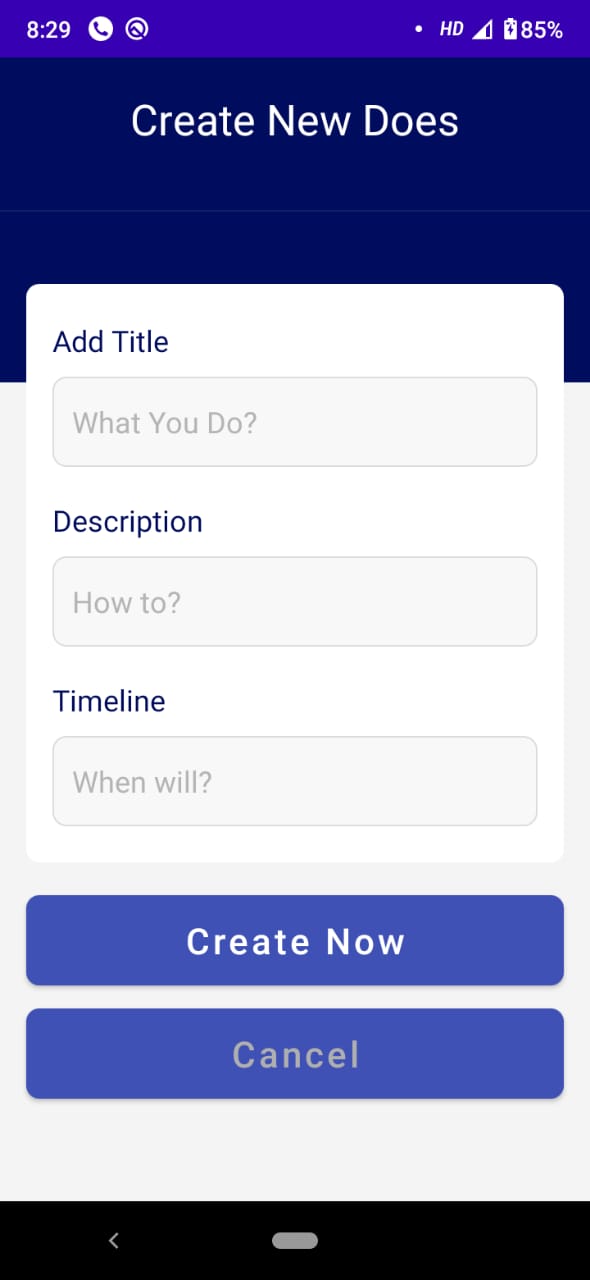 8:29 HD 85%
Create New Does
Add Title
What You Do?
Description
How to?
Timeline
When will?
Create Now
Cancel